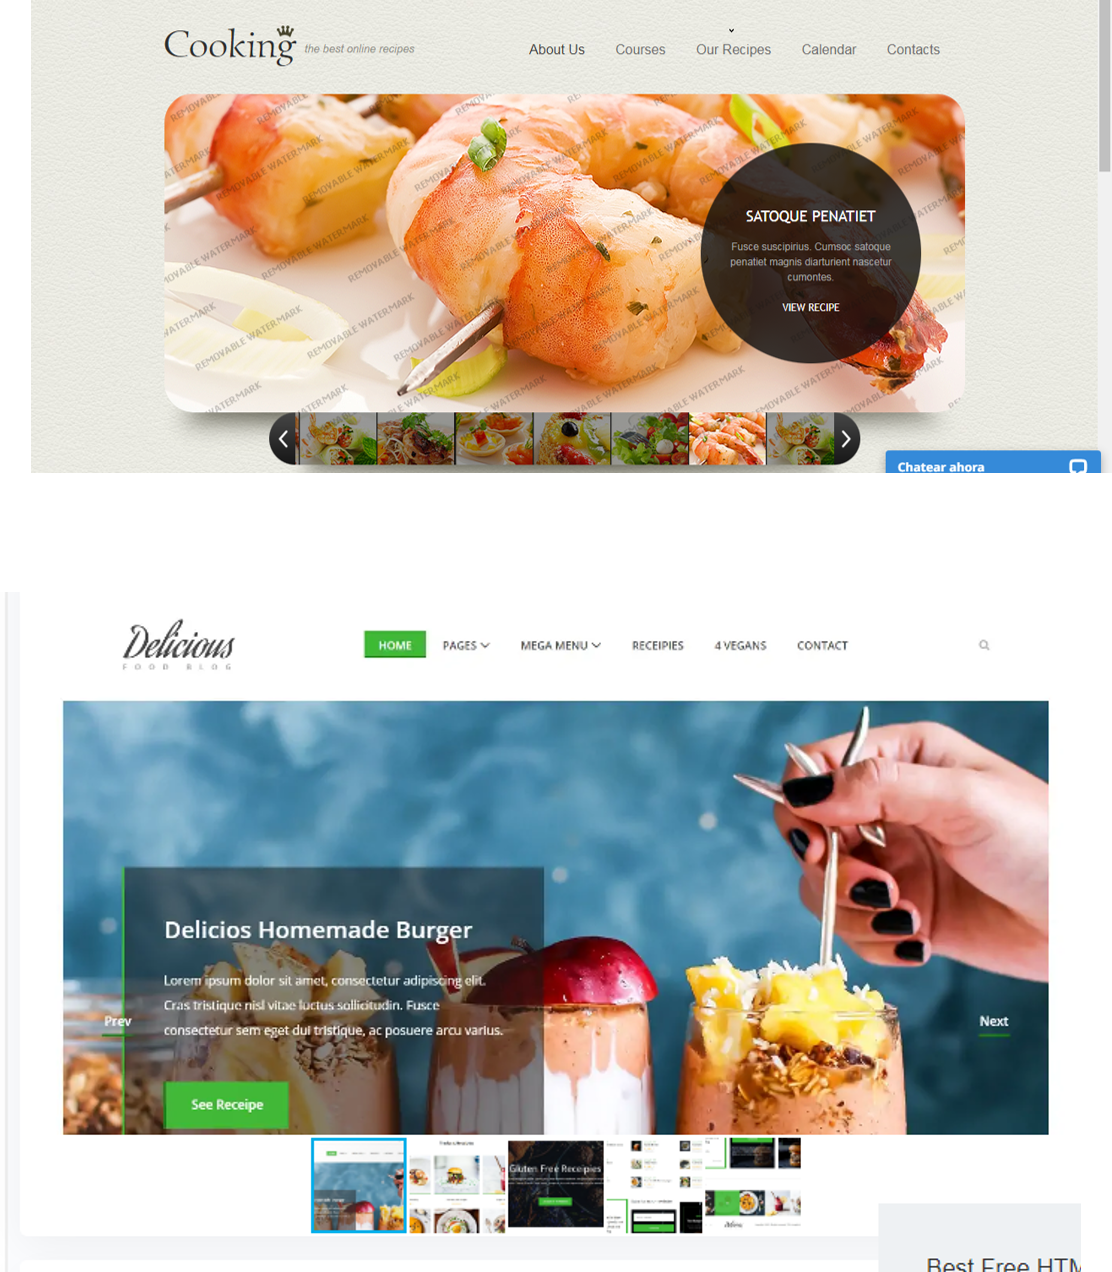 Cooking the best online recipes
About Us Courses Our Recipes Calendar Contacts
REMOVABLE WATERMARK
SATOQUE PENATIET
Fusce suscipirius. Cumsoc satoque
penatiet magnis diarturient nascetur
cumontes.
VIEW RECIPE
Chatear ahora
Delicious
FOOD BLOG
HOME PAGES MEGA MENU RECEIPIES 4 VEGANS CONTACT
Delicios Homemade Burger
Lorem ipsum dolor sit amet, consectetur adipiscing elit.
Cras tristique nisl vitae luctus sollicitudin. Fusce
consectetur sem eget dui tristique, ac posuere arcu varius.
Prev
Next
See Receipe
Gluten Free Receipies
Delicious
Best Free HTM